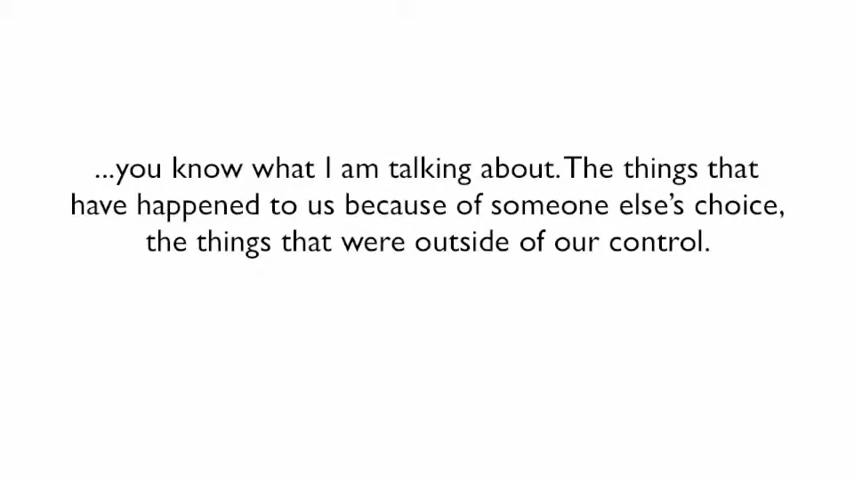 ...you know what I am talking about. The things that
have happened to us because of someone else's choice,
the things that were outside of our control.